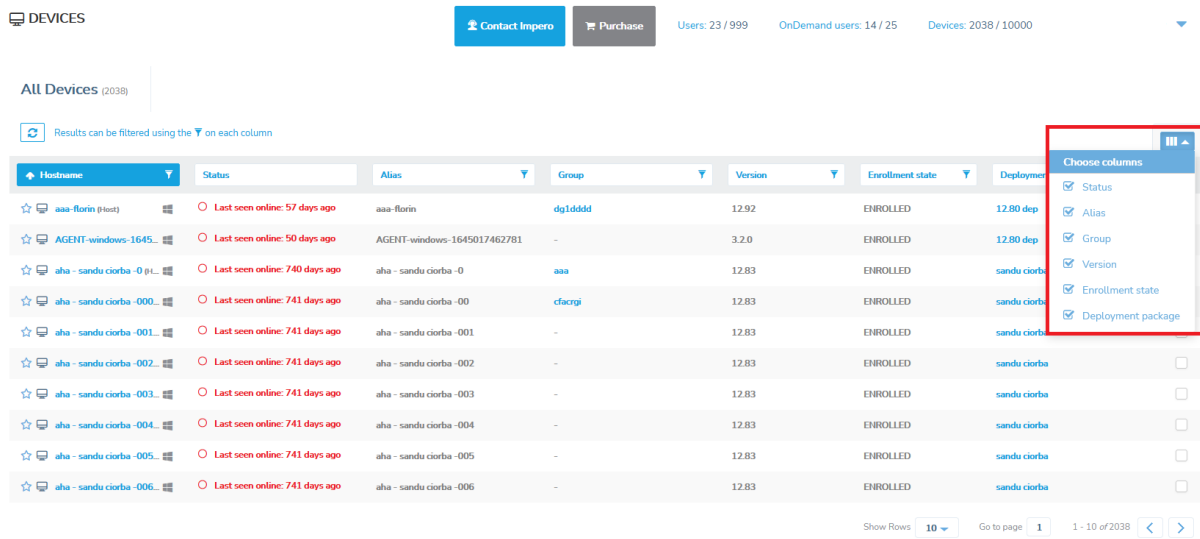 DEVICES
Contact Impero
Purchase
Users: 23 / 999
OnDemand users: 14 / 25
Devices: 2038 / 10000
All Devices (2038)
Results can be filtered using the on each column
Choose columns
Status
Alias
Group
Version
Enrollment state
Deployment package
Hostname Status Alias Group Version Enrollment state Deploymen
aaa-florin (Host) Last seen online: 57 days ago aaa-florin dg1dddd 12.92 ENROLLED 12.80 dep
AGENT-windows-1645... Last seen online: 50 days ago AGENT-windows-1645017462781 - 3.2.0 ENROLLED 12.80 dep
aha - sandu ciorba -0 (H... Last seen online: 740 days ago aha - sandu ciorba -0 aaa 12.83 ENROLLED sandu ciorba
aha - sandu ciorba -000... Last seen online: 741 days ago aha - sandu ciorba -00 cfacrgi 12.83 ENROLLED sandu ciorba
aha - sandu ciorba -001... Last seen online: 741 days ago aha - sandu ciorba -001 - 12.83 ENROLLED sandu ciorba
aha - sandu ciorba -002... Last seen online: 741 days ago aha - sandu ciorba -002 - 12.83 ENROLLED sandu ciorba
aha - sandu ciorba -003... Last seen online: 741 days ago aha - sandu ciorba -003 - 12.83 ENROLLED sandu ciorba
aha - sandu ciorba -004... Last seen online: 741 days ago aha - sandu ciorba -004 - 12.83 ENROLLED sandu ciorba
aha - sandu ciorba -005... Last seen online: 741 days ago aha - sandu ciorba -005 - 12.83 ENROLLED sandu ciorba
aha - sandu ciorba -006... Last seen online: 741 days ago aha - sandu ciorba -006 - 12.83 ENROLLED sandu ciorba
Show Rows 10 Go to page 1 1 - 10 of 2038